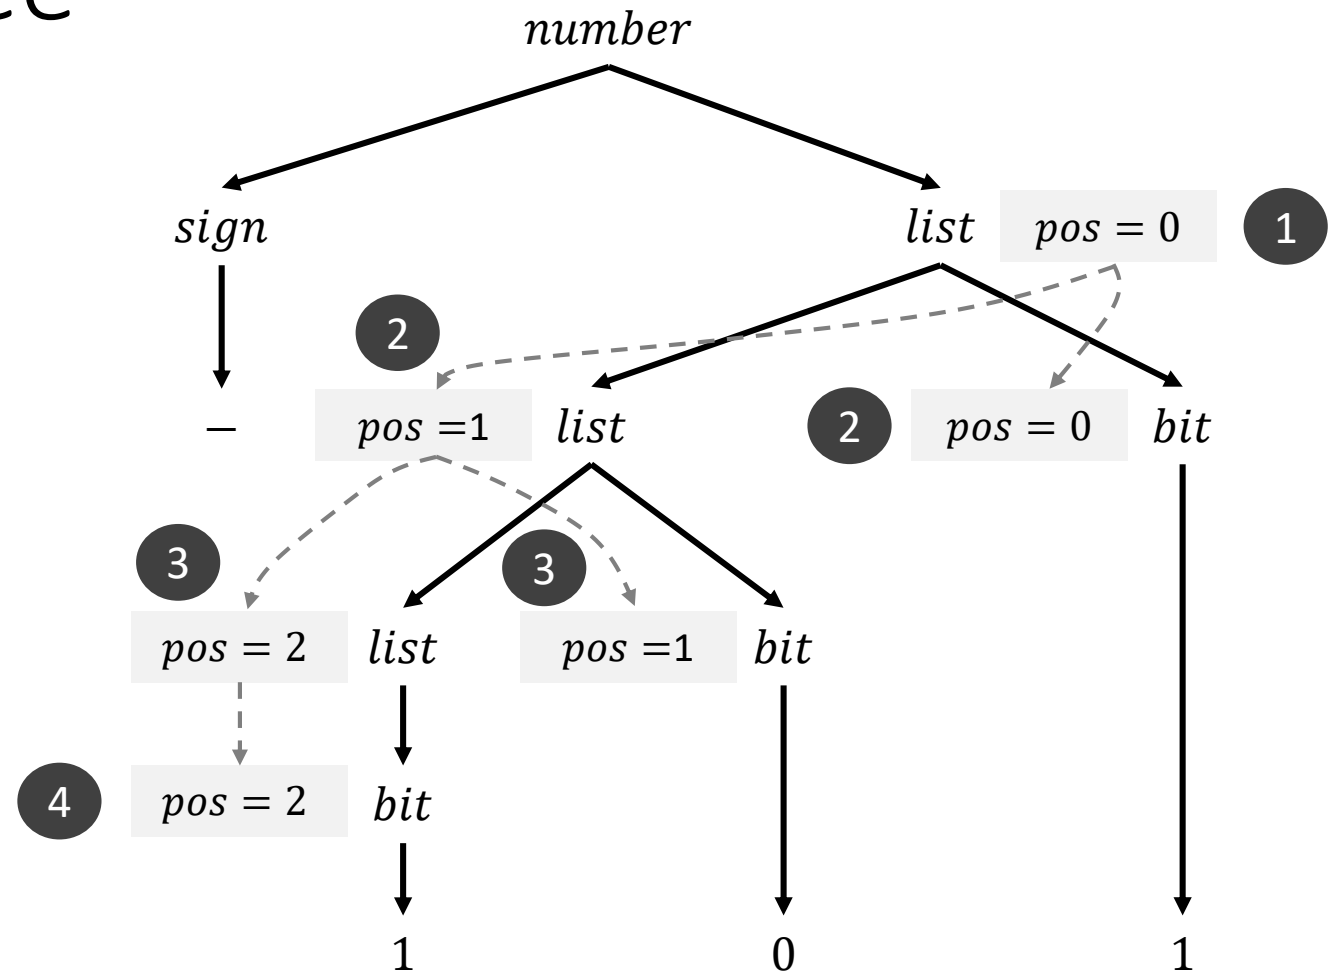 number
sign
list pos = 0 1
2
− pos =1 list 2 pos = 0 bit
3 3
pos = 2 list pos =1 bit
4 pos = 2 bit
1 0 1